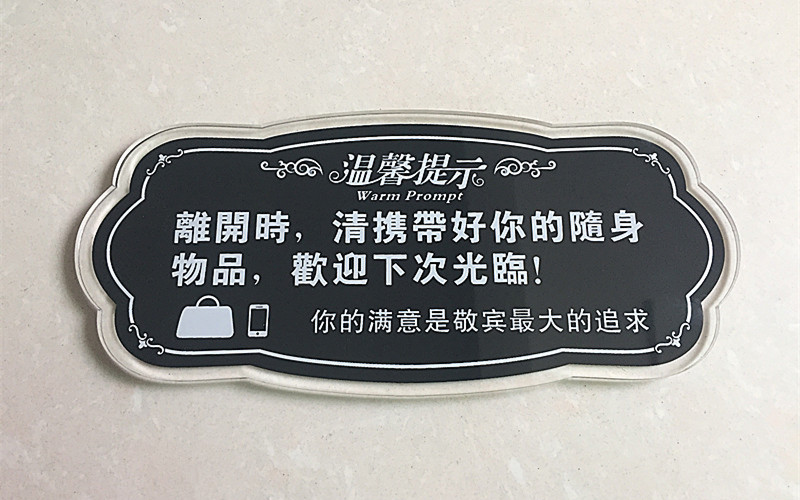 温馨提示
Warm Prompt
離開時，清携帶好你的隨身
物品，歡迎下次光臨！
你的满意是敬宾最大的追求